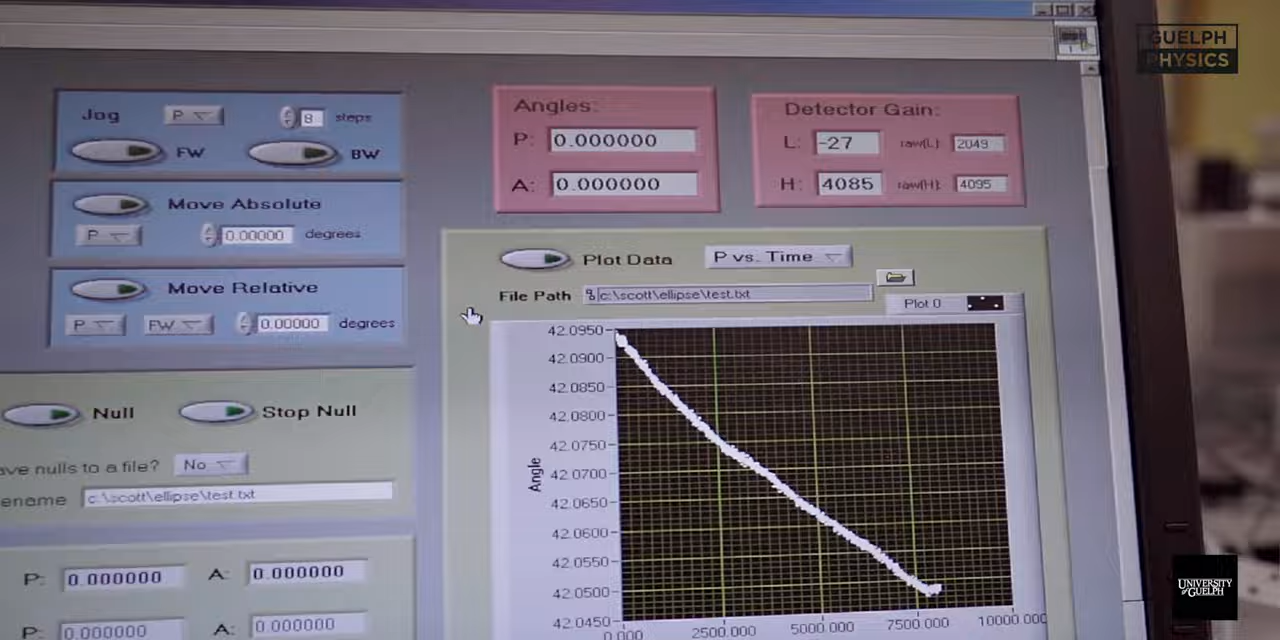 GUELPH
PHYSICS
Jog P 8 steps
FW BW
Move Absolute
P 0.00000 degrees
Move Relative
P FW 0.00000 degrees
Angles:
P: 0.000000
A: 0.000000
Detector Gain:
L: -27 raw(L): 2049
H: 4085 raw(H): 4095
Plot Data P vs. Time
File Path c:\scott\ellipse\test.txt
Plot 0
42.0950
42.0900
42.0850
42.0800
42.0750
42.0700
42.0650
42.0600
42.0550
42.0500
42.0450
Angle
0.000 2500.000 5000.000 7500.000 10000.000
Null Stop Null
ave nulls to a file? No
ename c:\scott\ellipse\test.txt
P: 0.000000 A: 0.000000
P: 0.000000 A: 0.000000
UNIVERSITY
OF GUELPH